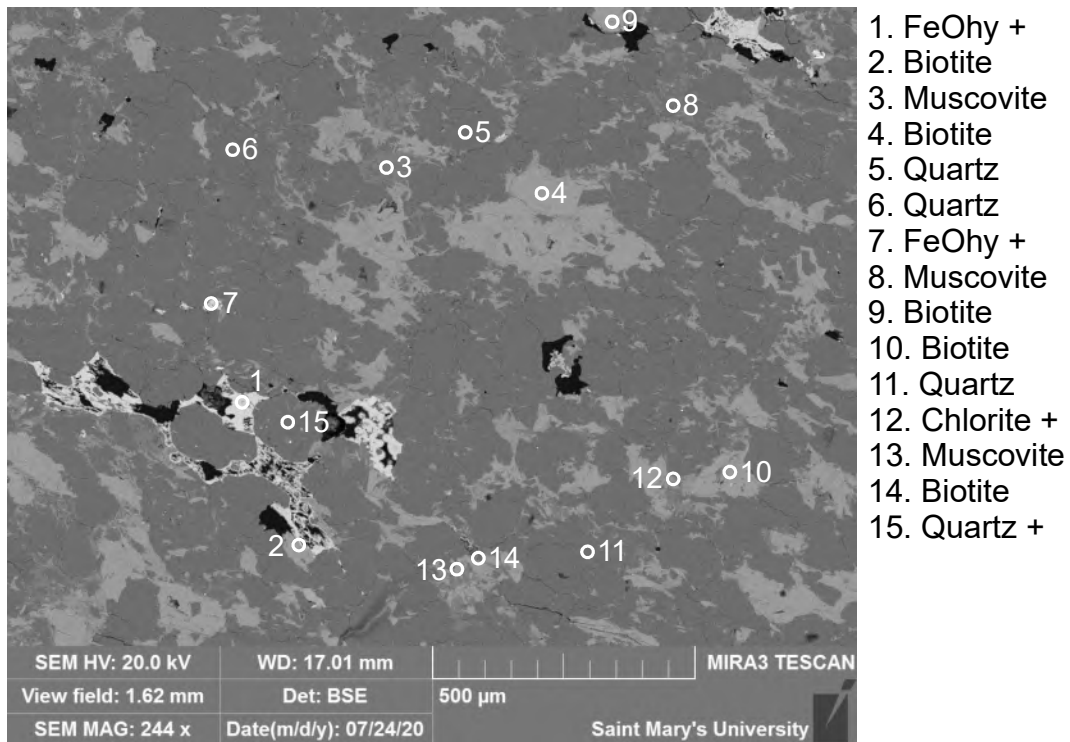 9
8
5
6
3
4
7
1
15
12
10
2
11
14
13
1. FeOhy +
2. Biotite
3. Muscovite
4. Biotite
5. Quartz
6. Quartz
7. FeOhy +
8. Muscovite
9. Biotite
10. Biotite
11. Quartz
12. Chlorite +
13. Muscovite
14. Biotite
15. Quartz +
SEM HV: 20.0 kV WD: 17.01 mm MIRA3 TESCAN
View field: 1.62 mm Det: BSE 500 µm
SEM MAG: 244 x Date(m/d/y): 07/24/20 Saint Mary's University